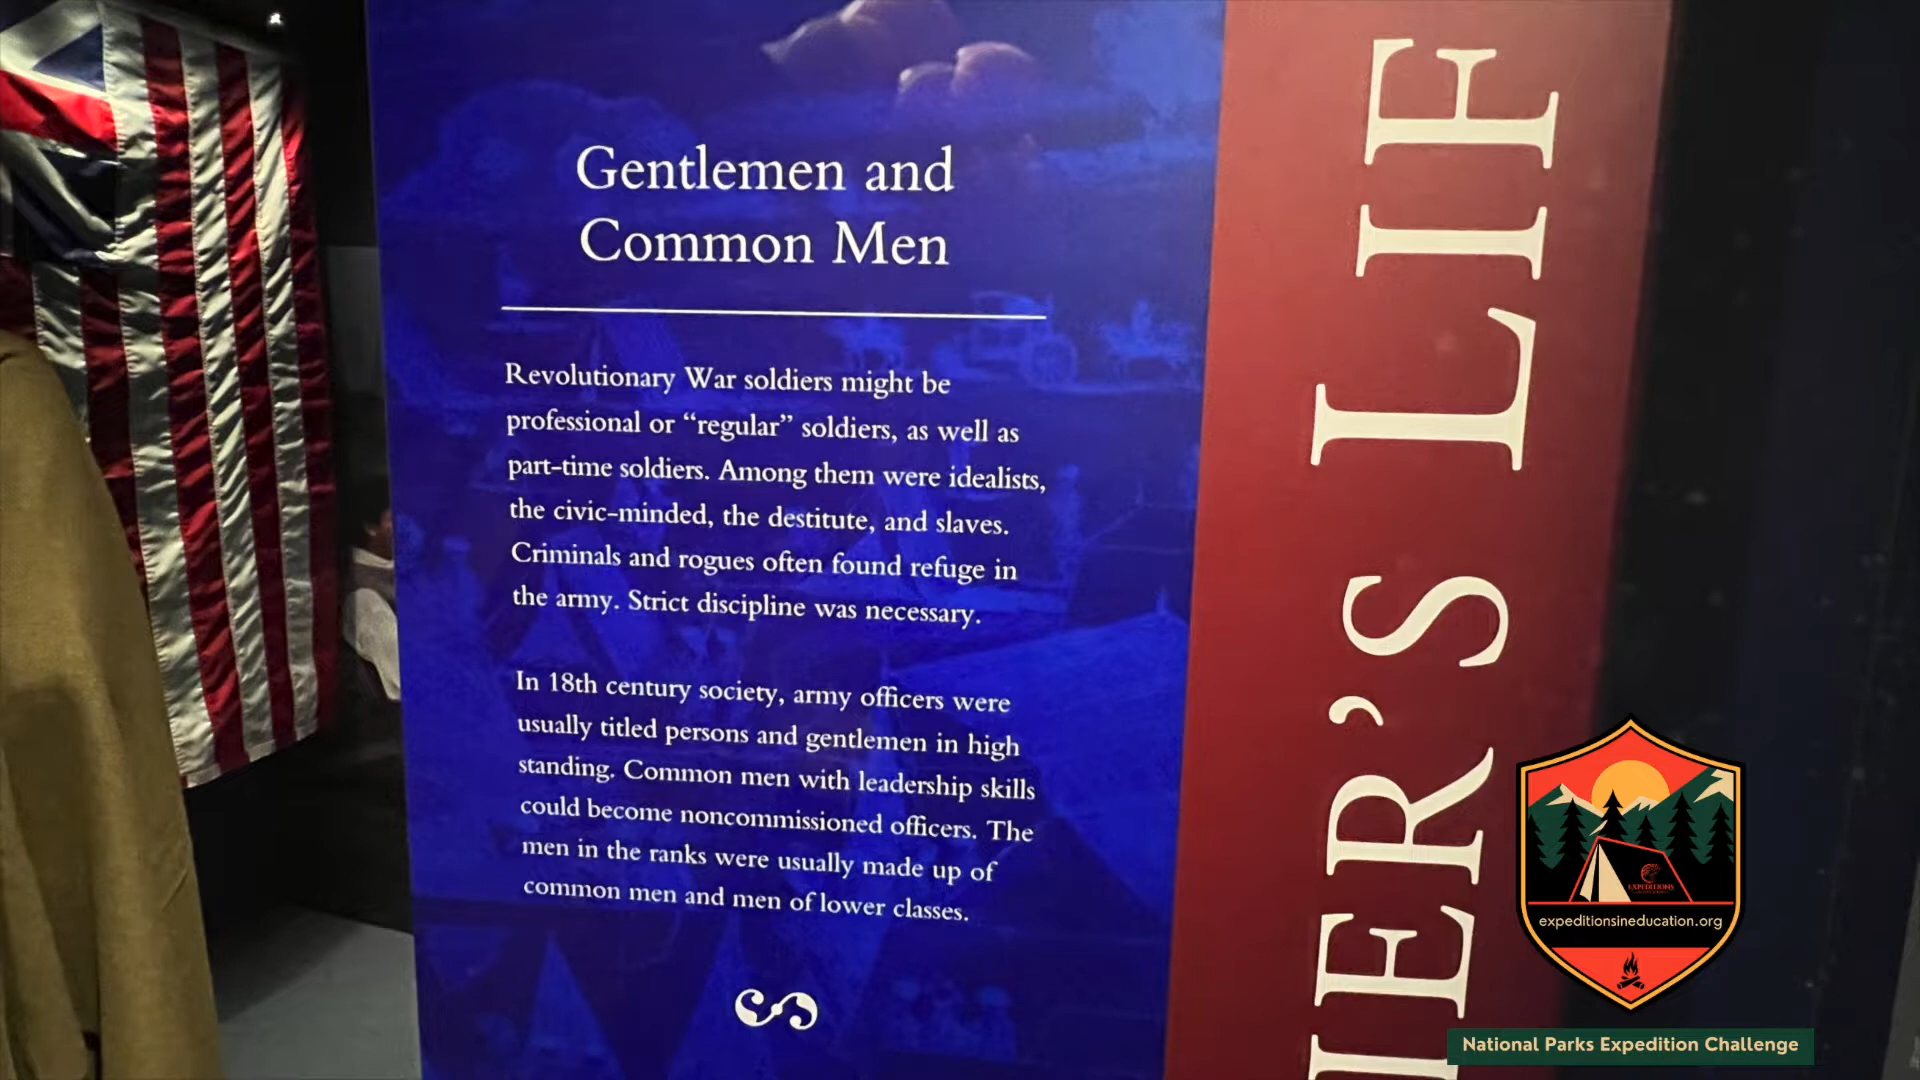 Gentlemen and
Common Men
Revolutionary War soldiers might be
professional or “regular” soldiers, as well as
part-time soldiers. Among them were idealists,
the civic-minded, the destitute, and slaves.
Criminals and rogues often found refuge in
the army. Strict discipline was necessary.
In 18th century society, army officers were
usually titled persons and gentlemen in high
standing. Common men with leadership skills
could become noncommissioned officers. The
men in the ranks were usually made up of
common men and men of lower classes.
IER’S LIF
EXPEDITIONS
expeditionsineducation.org
National Parks Expedition Challenge